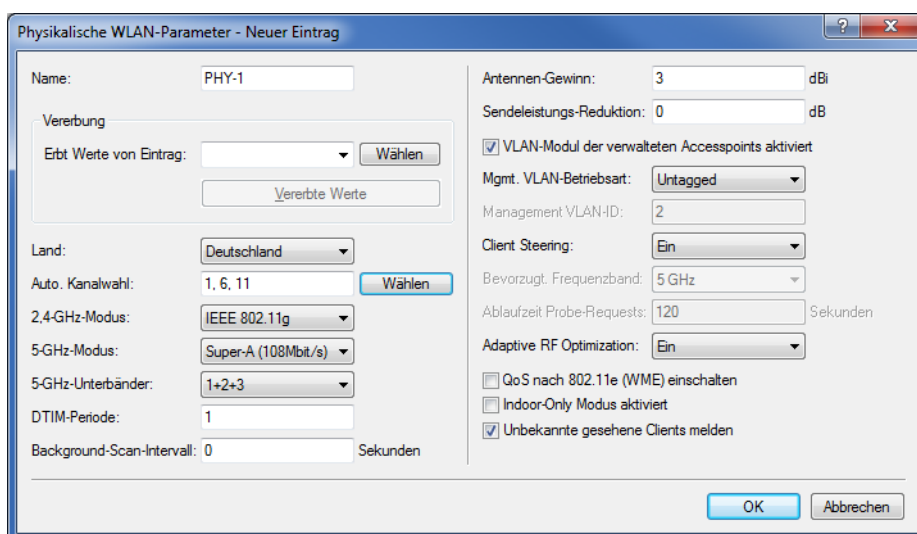 Physikalische WLAN-Parameter - Neuer Eintrag
Name: PHY-1
Vererbung
Erbt Werte von Eintrag: Wählen
Vererbte Werte
Land: Deutschland
Auto. Kanalwahl: 1, 6, 11 Wählen
2,4-GHz-Modus: IEEE 802.11g
5-GHz-Modus: Super-A (108Mbit/s)
5-GHz-Unterbänder: 1+2+3
DTIM-Periode: 1
Background-Scan-Intervall: 0 Sekunden
Antennen-Gewinn: 3 dBi
Sendeleistungs-Reduktion: 0 dB
VLAN-Modul der verwalteten Accesspoints aktiviert
Mgmt. VLAN-Betriebsart: Untagged
Management VLAN-ID: 2
Client Steering: Ein
Bevorzugt. Frequenzband: 5 GHz
Ablaufzeit Probe-Requests: 120 Sekunden
Adaptive RF Optimization: Ein
QoS nach 802.11e (WME) einschalten
Indoor-Only Modus aktiviert
Unbekannte gesehene Clients melden
OK Abbrechen